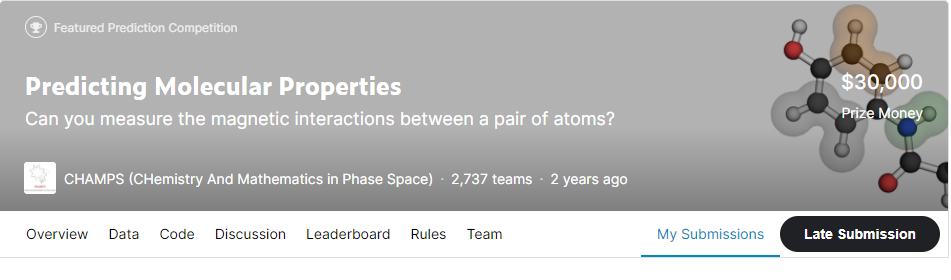 Featured Prediction Competition
Predicting Molecular Properties
Can you measure the magnetic interactions between a pair of atoms?
$30,000
Prize Money
CHAMPS (CHemistry And Mathematics in Phase Space) · 2,737 teams · 2 years ago
Overview Data Code Discussion Leaderboard Rules Team My Submissions Late Submission